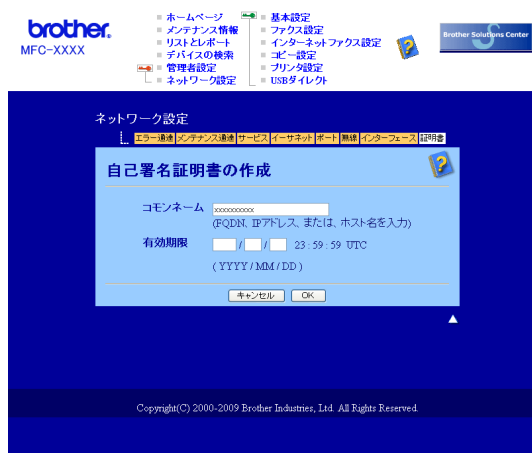 brother.
MFC-XXXX
ホームページ
メンテナンス情報
リストとレポート
デバイスの検索
管理者設定
ネットワーク設定
基本設定
ファクス設定
インターネットファクス設定
コピー設定
プリンタ設定
USBダイレクト
Brother Solutions Center
ネットワーク設定
エラー通達 メンテナンス通達 サービス イーサネット ポート 無線 インターフェース 証明書
自己署名証明書の作成
コモンネーム xxxxxxxxxx
(FQDN、IPアドレス、または、ホスト名を入力)
有効期限 / / 23 : 59 : 59 UTC
( YYYY / MM / DD )
キャンセル OK
Copyright(C) 2000-2009 Brother Industries, Ltd. All Rights Reserved.